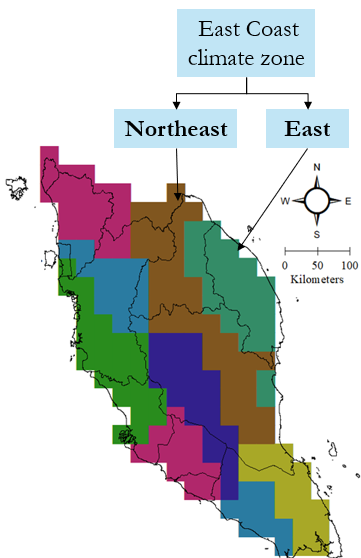 East Coast
climate zone
Northeast
East
N
W
E
S
0 50 100
Kilometers